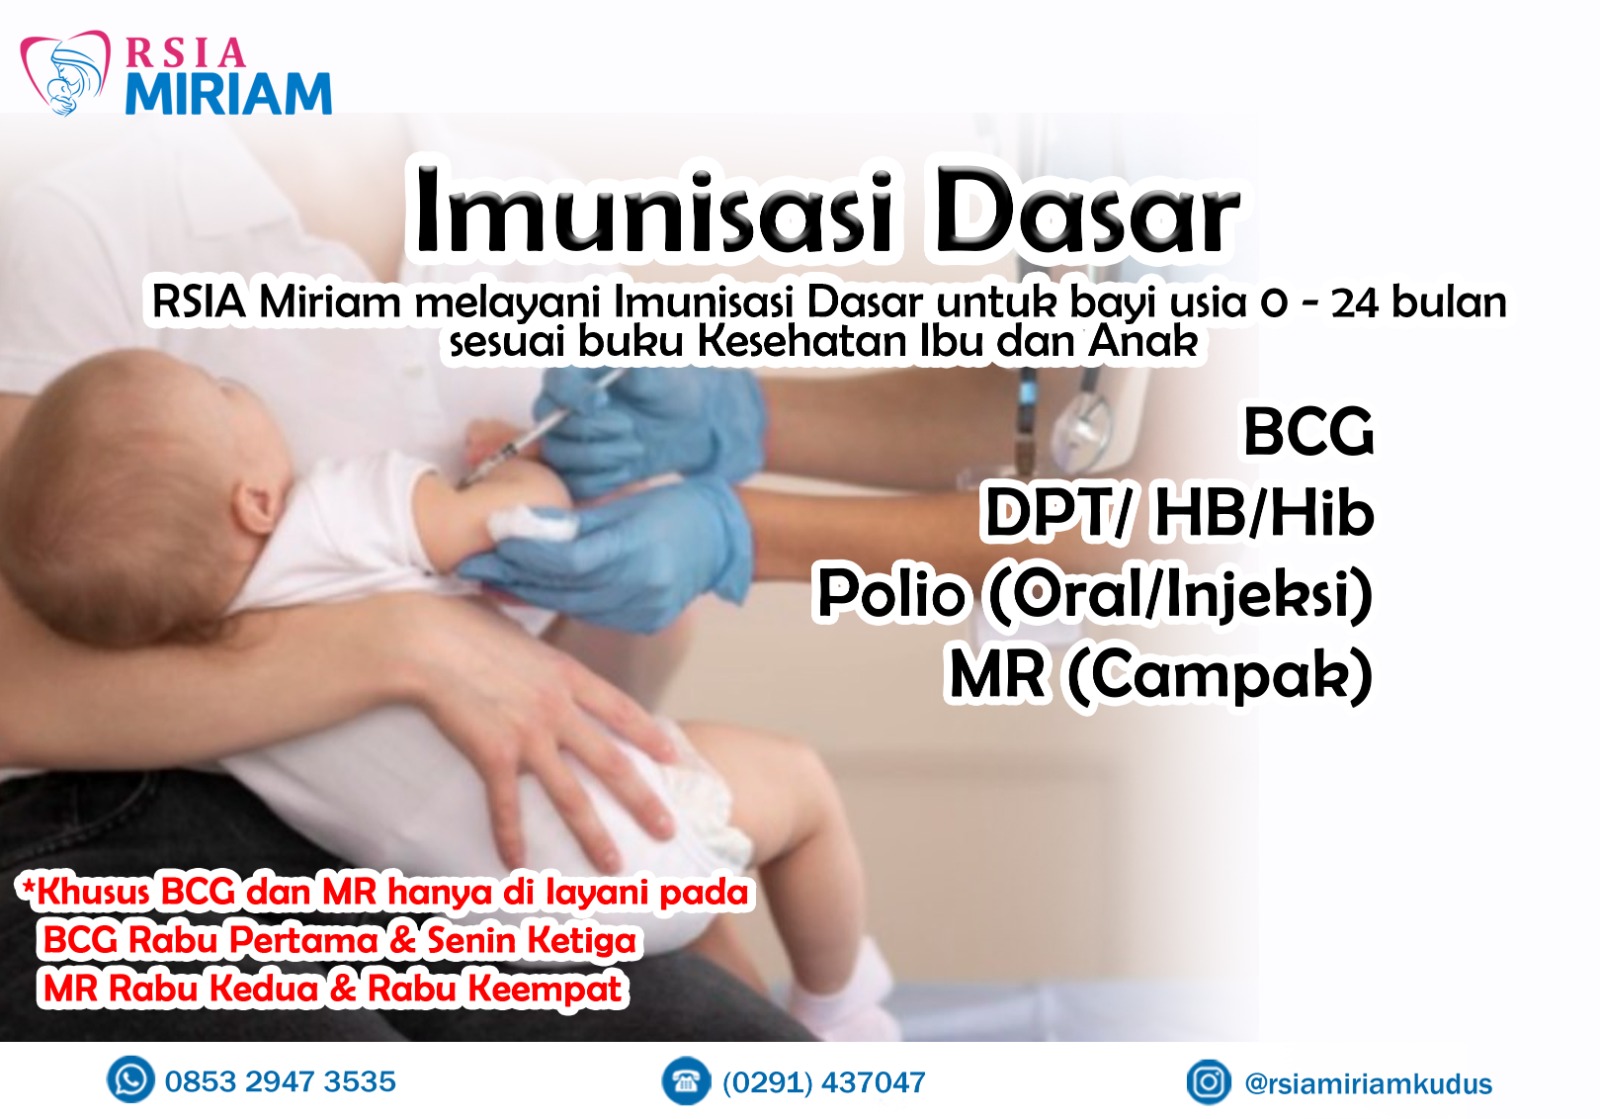 RSIA
MIRIAM
Imunisasi Dasar
RSIA Miriam melayani Imunisasi Dasar untuk bayi usia 0 - 24 bulan
sesuai buku Kesehatan Ibu dan Anak
BCG
DPT/ HB/Hib
Polio (Oral/Injeksi)
MR (Campak)
*Khusus BCG dan MR hanya di layani pada
BCG Rabu Pertama & Senin Ketiga
MR Rabu Kedua & Rabu Keempat
0853 2947 3535
(0291) 437047
@rsiamiriamkudus